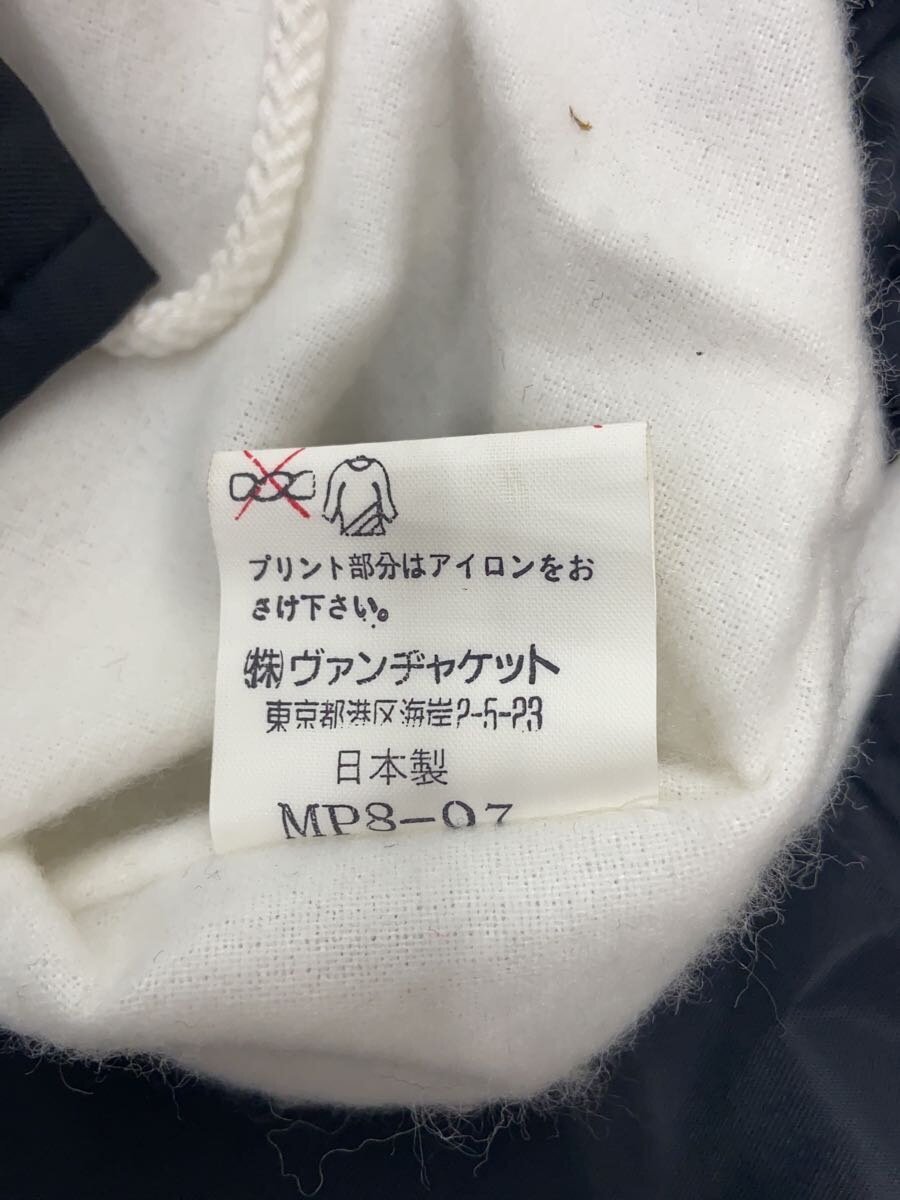 プリント部分はアイロンをお
さけ下さい。
㈱ヴァンヂャケット
東京都港区海岸2-5-23
日本製
MP8-07